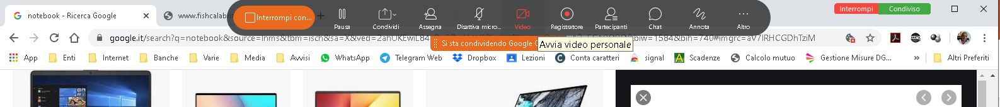 notebook - Ricerca Google
www.fishcalabria
Interrompi con...
Pausa
Condividi
Assegna
Disattiva micro...
Video
Registratore
Partecipanti
Chat
Annota
Altro
Interrompi
Condiviso
google.it/search?q=notebook&source=lnms&tbm=isch&sa=X&ved=2ahUKEwiL84
biw=1584&bih=740#imgrc=aV7IRHCGDhTziM
Si sta condividendo Google C
Avvia video personale
App
Enti
Internet
Banche
Varie
Media
Avvisi
WhatsApp
Telegram Web
Dropbox
Lezioni
Conta caratteri
signal
Scadenze
Calcolo mutuo
Gestione Misure DG...
»
Altri Preferiti